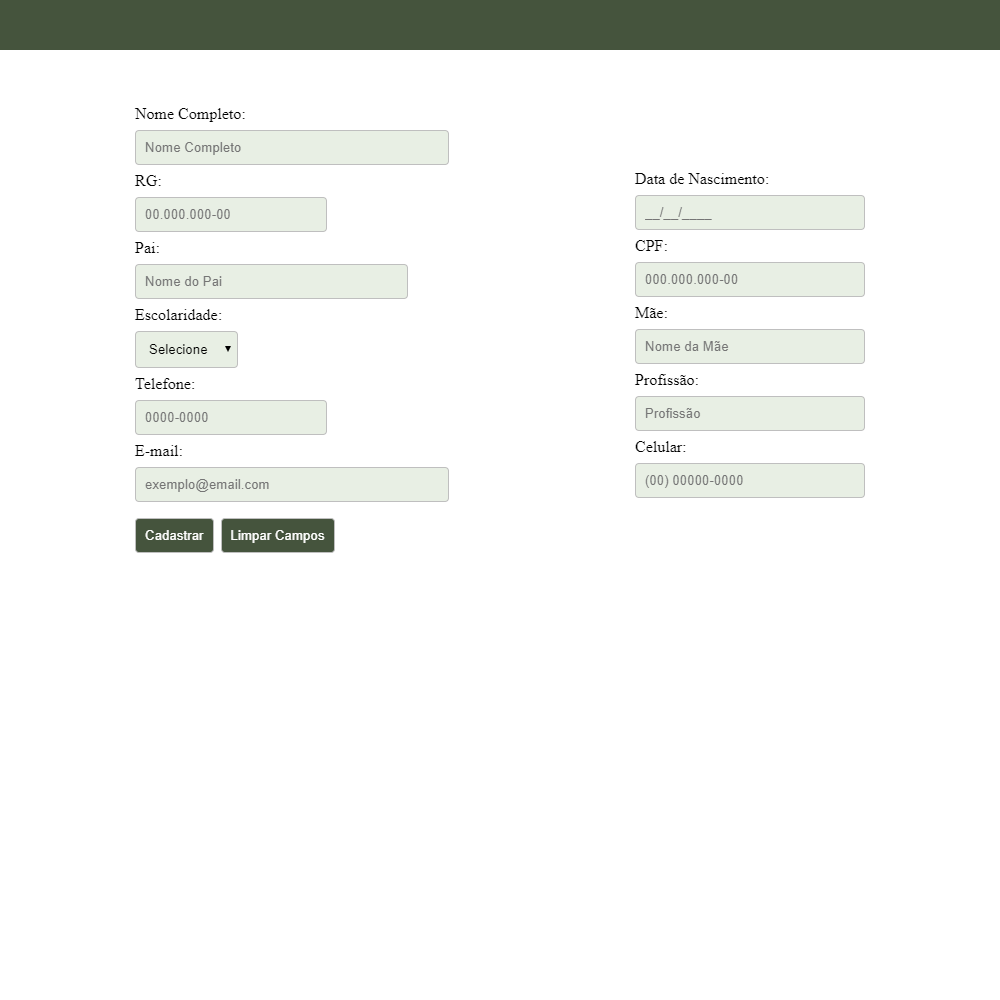 Nome Completo:
Nome Completo
RG:
00.000.000-00
Pai:
Nome do Pai
Escolaridade:
Selecione
Telefone:
0000-0000
E-mail:
exemplo@email.com
Cadastrar
Limpar Campos
Data de Nascimento:
__/__/____
CPF:
000.000.000-00
Mãe:
Nome da Mãe
Profissão:
Profissão
Celular:
(00) 00000-0000